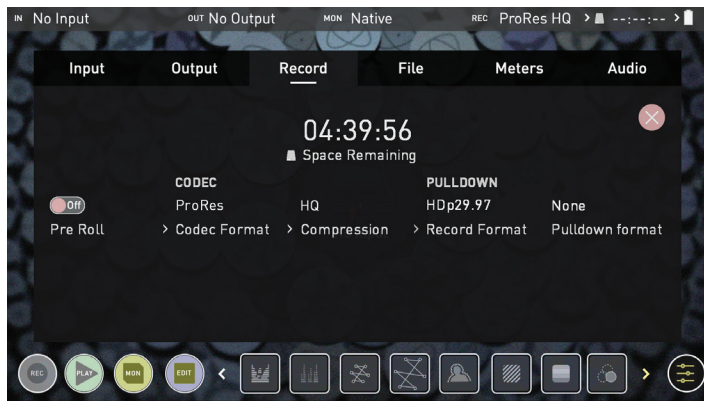 IN No Input OUT No Output MON Native REC ProRes HQ > --:--:-- >
Input Output Record File Meters Audio
04:39:56
Space Remaining
CODEC PULLDOWN
Off ProRes HQ HDp29.97 None
Pre Roll > Codec Format > Compression > Record Format Pulldown format
REC PLAY MON EDIT < >